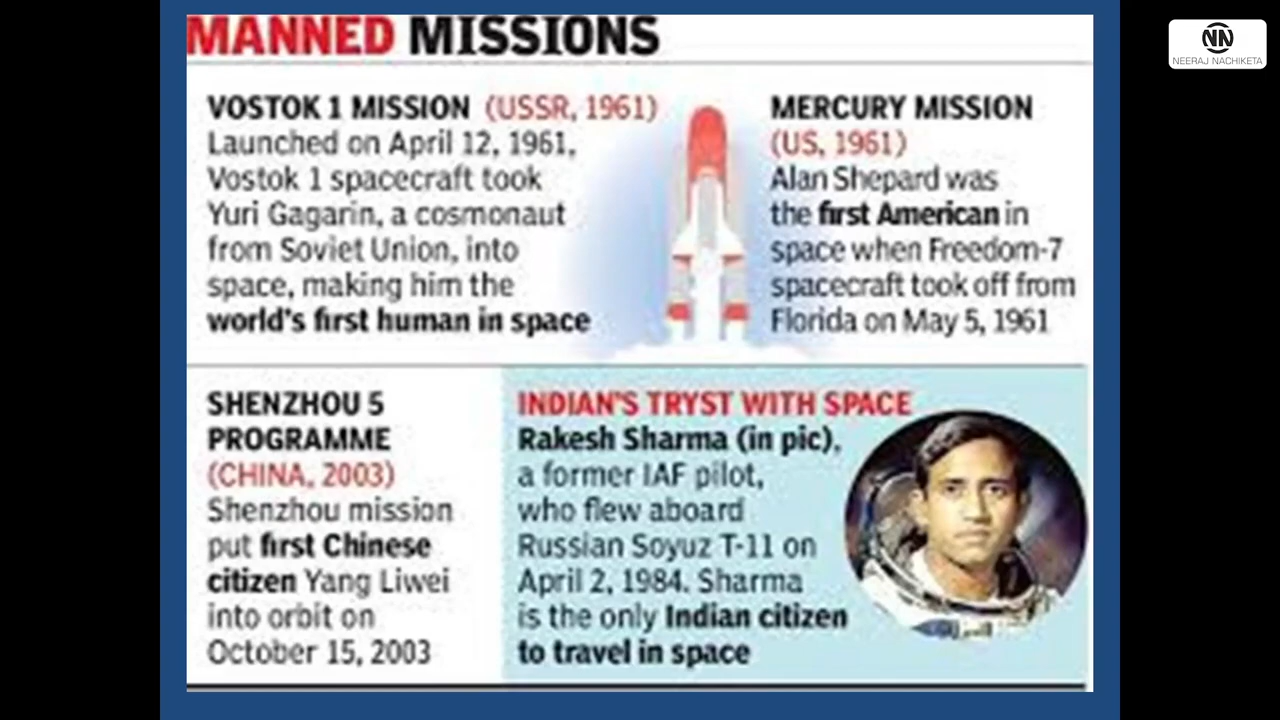 MANNED MISSIONS
NN
NEERAJ NACHIKETA
VOSTOK 1 MISSION (USSR, 1961)
Launched on April 12, 1961,
Vostok 1 spacecraft took
Yuri Gagarin, a cosmonaut
from Soviet Union, into
space, making him the
world's first human in space
MERCURY MISSION
(US, 1961)
Alan Shepard was
the first American in
space when Freedom-7
spacecraft took off from
Florida on May 5, 1961
SHENZHOU 5
PROGRAMME
(CHINA, 2003)
Shenzhou mission
put first Chinese
citizen Yang Liwei
into orbit on
October 15, 2003
INDIAN'S TRYST WITH SPACE
Rakesh Sharma (in pic),
a former IAF pilot,
who flew aboard
Russian Soyuz T-11 on
April 2, 1984. Sharma
is the only Indian citizen
to travel in space